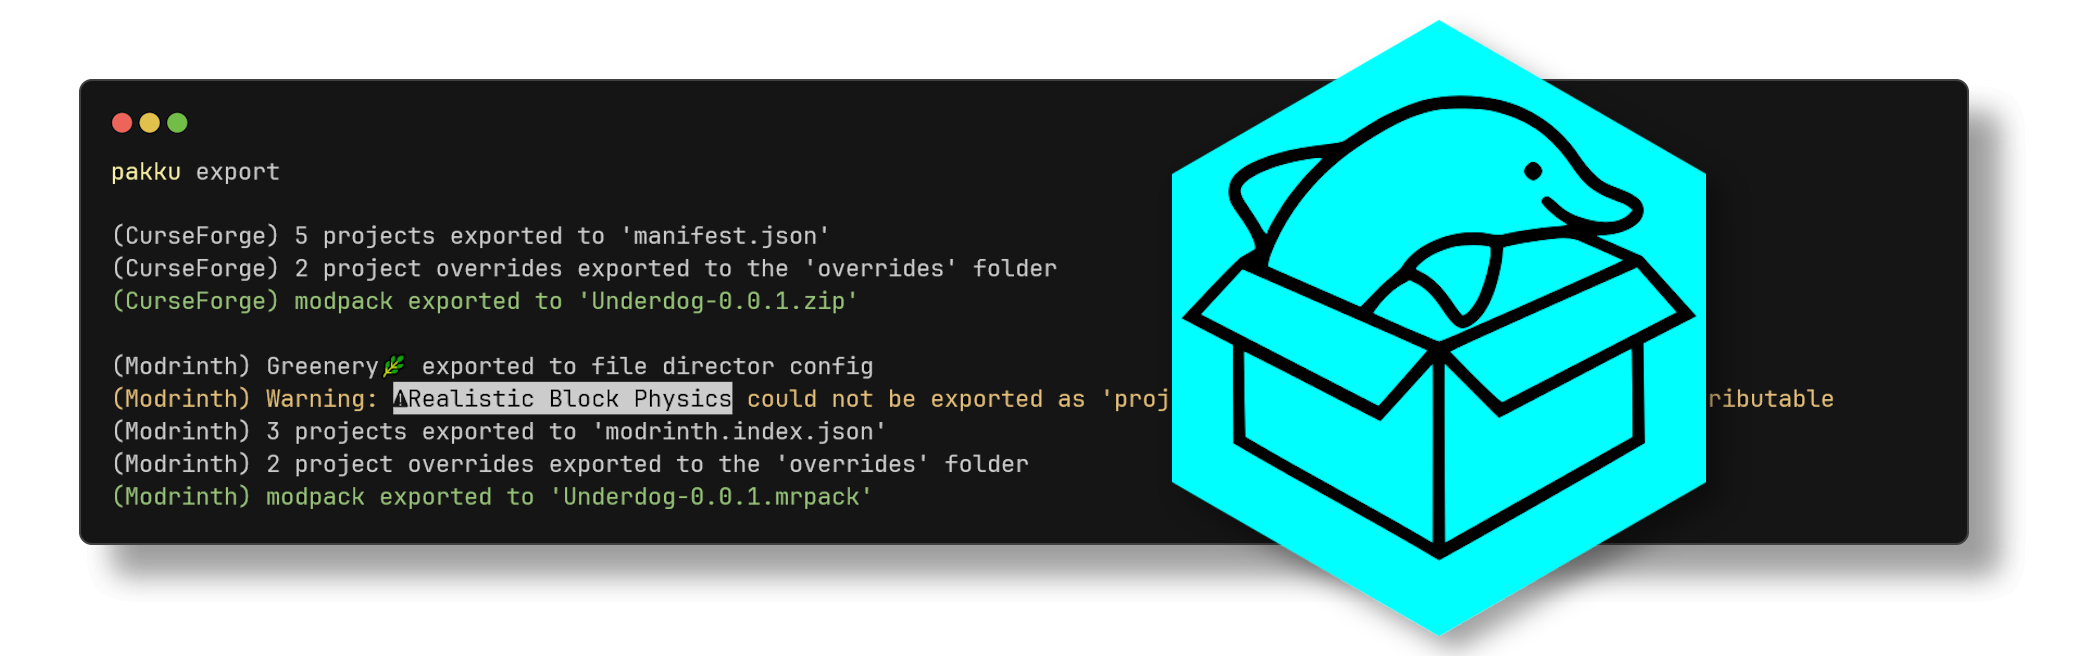 pakku export
(CurseForge) 5 projects exported to 'manifest.json'
(CurseForge) 2 project overrides exported to the 'overrides' folder
(CurseForge) modpack exported to 'Underdog-0.0.1.zip'
(Modrinth) Greenery🌿 exported to file director config
(Modrinth) Warning: ⚠Realistic Block Physics could not be exported as 'proj ributable
(Modrinth) 3 projects exported to 'modrinth.index.json'
(Modrinth) 2 project overrides exported to the 'overrides' folder
(Modrinth) modpack exported to 'Underdog-0.0.1.mrpack'